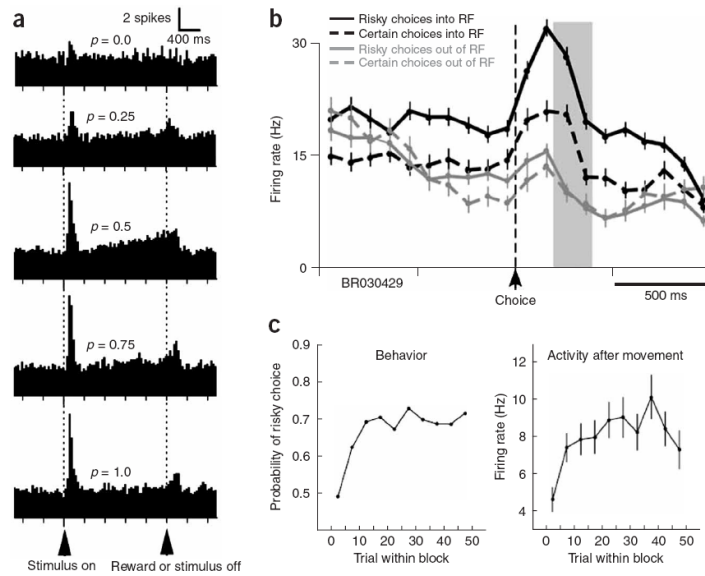 a
2 spikes
400 ms
p = 0.0
p = 0.25
p = 0.5
p = 0.75
p = 1.0
Stimulus on
Reward or stimulus off
b
Risky choices into RF
Certain choices into RF
Risky choices out of RF
Certain choices out of RF
30
15
0
Firing rate (Hz)
BR030429
Choice
500 ms
c
Behavior
0.9
0.8
0.7
0.6
0.5
Probability of risky choice
0 10 20 30 40 50
Trial within block
Activity after movement
12
10
8
6
4
Firing rate (Hz)
0 10 20 30 40 50
Trial within block